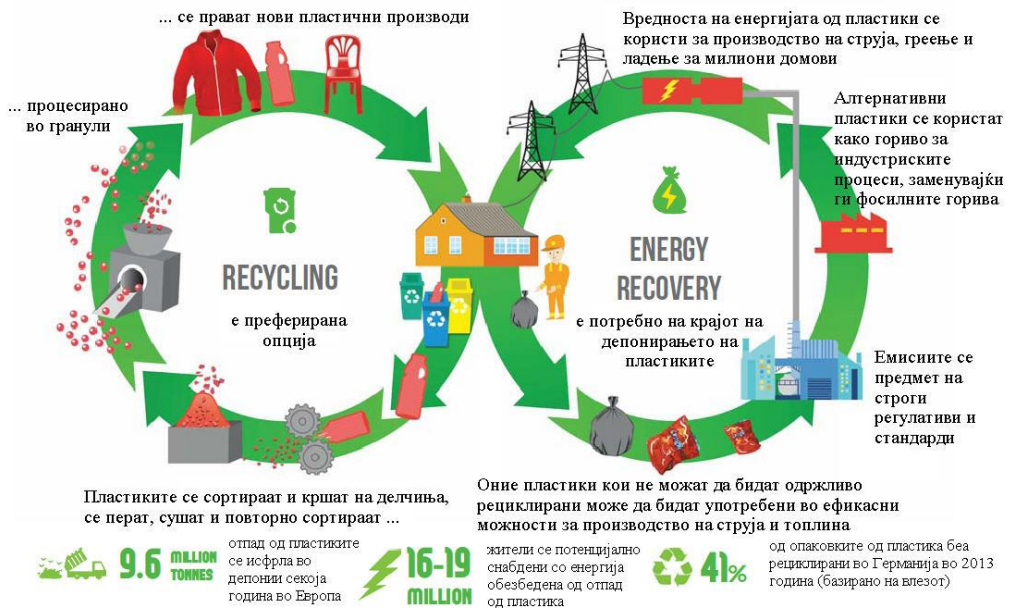 ... се прават нови пластични производи
... процесирано
во гранули
RECYCLING
е преферирана
опција
Пластиките се сортираат и кршат на делчиња,
се перат, сушат и повторно сортираат ...
Вредноста на енергијата од пластики се
користи за производство на струја, греење и
ладење за милиони домови
Алтернативни
пластики се користат
како гориво за
индустриските
процеси, заменувајќи
ги фосилните горива
ENERGY
RECOVERY
е потребно на крајот на
депонирањето на
пластиките
Емисиите се
предмет на
строги
регулативи и
стандарди
Оние пластики кои не можат да бидат одржливо
рециклирани може да бидат употребени во ефикасни
можности за производство на струја и топлина
9.6 MILLION
TONNES
отпад од пластиките
се исфрла во
депонии секоја
година во Европа
16-19
MILLION
жители се потенцијално
снабдени со енергија
обезбедена од отпад
од пластика
41%
од опаковките од пластика беа
рециклирани во Германија во 2013
година (базирано на влезот)